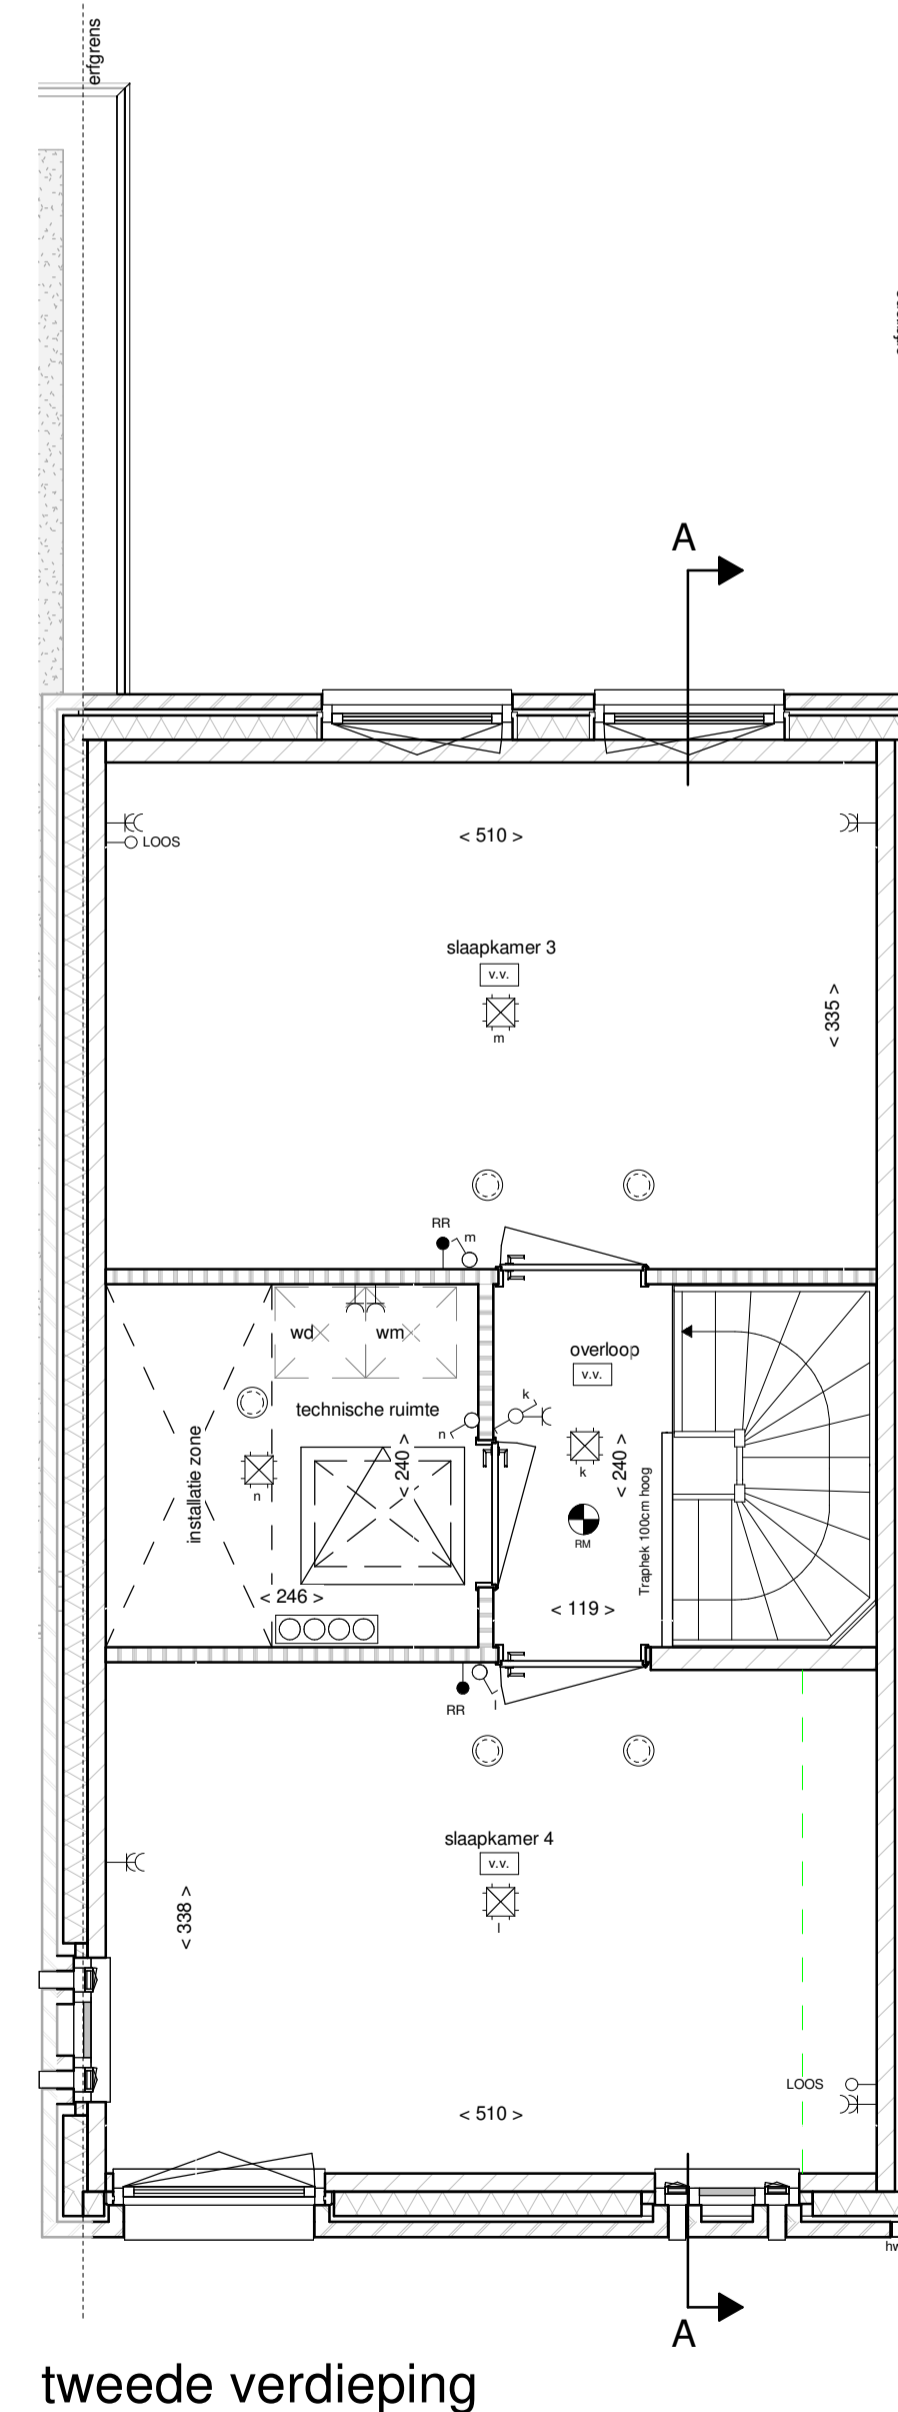 erfgrens
A
< 510 >
LOOS
slaapkamer 3
v.v.
m
< 335 >
RR
m
wd
wm
overloop
v.v.
k
technische ruimte
n
installatie zone
n
< 240 >
k
< 240 >
Traphek 100cm hoog
RM
< 246 >
< 119 >
RR
l
slaapkamer 4
v.v.
l
< 338 >
LOOS
< 510 >
A
tweede verdieping